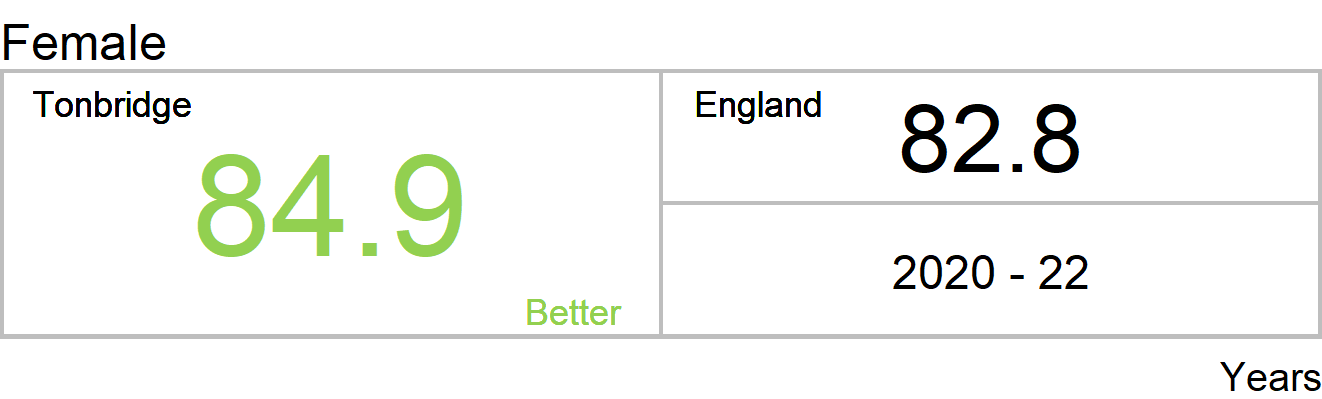 Female
Tonbridge
84.9
Better
England
82.8
2020 - 22
Years